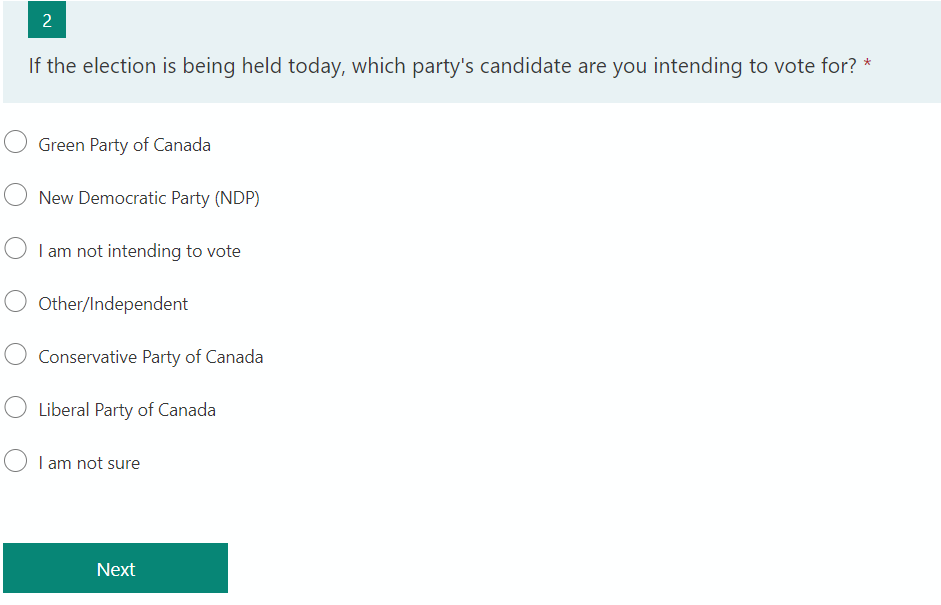 2
If the election is being held today, which party's candidate are you intending to vote for? *
Green Party of Canada
New Democratic Party (NDP)
I am not intending to vote
Other/Independent
Conservative Party of Canada
Liberal Party of Canada
I am not sure
Next